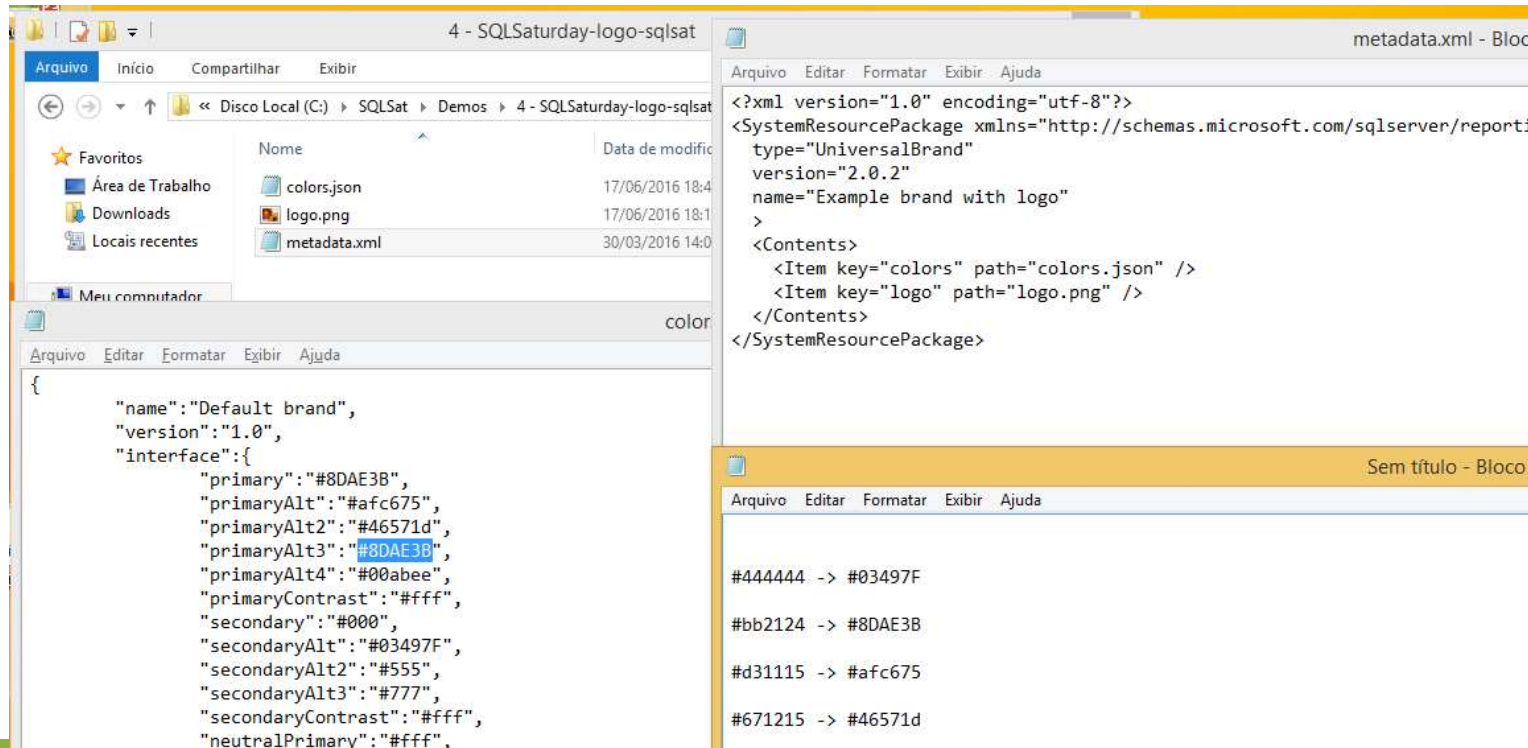 4 - SQLSaturday-logo-sqlsat
Arquivo Início Compartilhar Exibir
« Disco Local (C:) SQLSat Demos 4 - SQLSaturday-logo-sqlsat
Favoritos
Área de Trabalho
Downloads
Locais recentes
Meu computador
Nome Data de modific
colors.json 17/06/2016 18:4
logo.png 17/06/2016 18:1
metadata.xml 30/03/2016 14:0
metadata.xml - Bloc
Arquivo Editar Formatar Exibir Ajuda
<?xml version="1.0" encoding="utf-8"?>
<SystemResourcePackage xmlns="http://schemas.microsoft.com/sqlserver/reporti
type="UniversalBrand"
version="2.0.2"
name="Example brand with logo"
>
<Contents>
<Item key="colors" path="colors.json" />
<Item key="logo" path="logo.png" />
</Contents>
</SystemResourcePackage>
color
Arquivo Editar Formatar Exibir Ajuda
{
"name":"Default brand",
"version":"1.0",
"interface":{
"primary":"#8DAE3B",
"primaryAlt":"#afc675",
"primaryAlt2":"#46571d",
"primaryAlt3":"#8DAE3B",
"primaryAlt4":"#00abee",
"primaryContrast":"#fff",
"secondary":"#000",
"secondaryAlt":"#03497F",
"secondaryAlt2":"#555",
"secondaryAlt3":"#777",
"secondaryContrast":"#fff",
"neutralPrimary":"#fff",
Sem título - Bloco
Arquivo Editar Formatar Exibir Ajuda
#444444 -> #03497F
#bb2124 -> #8DAE3B
#d31115 -> #afc675
#671215 -> #46571d